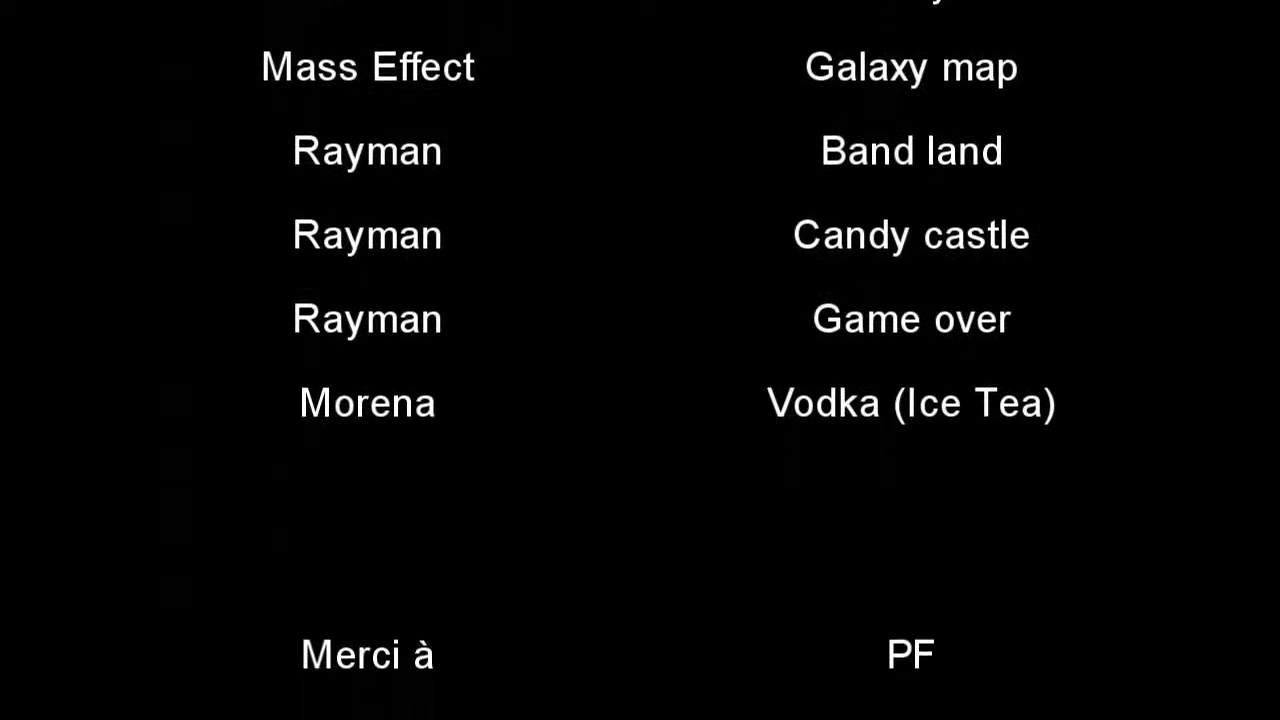 Mass Effect Galaxy map
Rayman Band land
Rayman Candy castle
Rayman Game over
Morena Vodka (Ice Tea)
Merci à PF